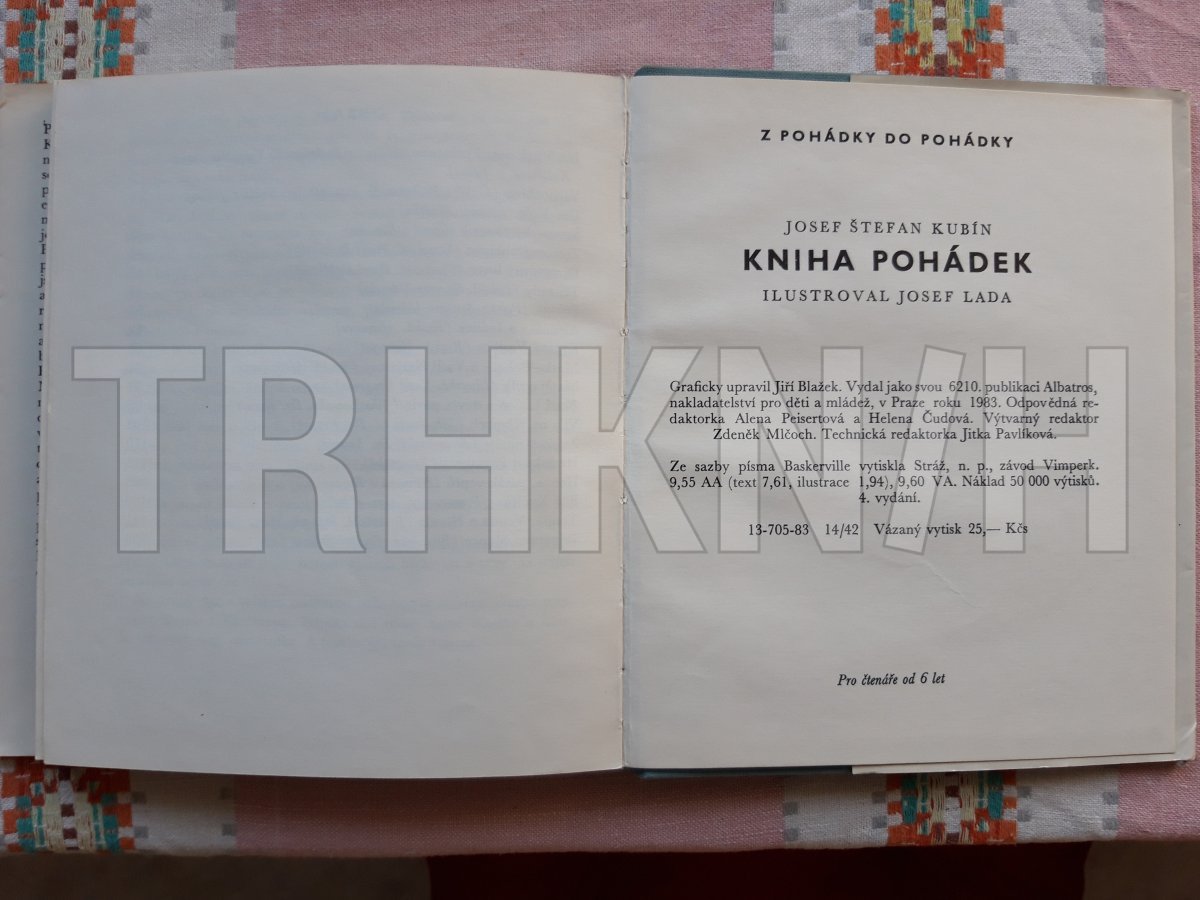 Z POHÁDKY DO POHÁDKY
JOSEF ŠTEFAN KUBÍN
KNIHA POHÁDEK
ILUSTROVAL JOSEF LADA
Graficky upravil Jiří Blažek. Vydal jako svou 6210. publikaci Albatros,
nakladatelství pro děti a mládež, v Praze roku 1983. Odpovědná re-
daktorka Alena Peisertová a Helena Čudová. Výtvarný redaktor
Zdeněk Mlčoch. Technická redaktorka Jitka Pavlíková.
Ze sazby písma Baskerville vytiskla Stráž, n. p., závod Vimperk.
9,55 AA (text 7,61, ilustrace 1,94), 9,60 VA. Náklad 50 000 výtisků.
4. vydání.
13-705-83 14/42 Vázaný vytisk 25,— Kčs
Pro čtenáře od 6 let
TRHKNIH